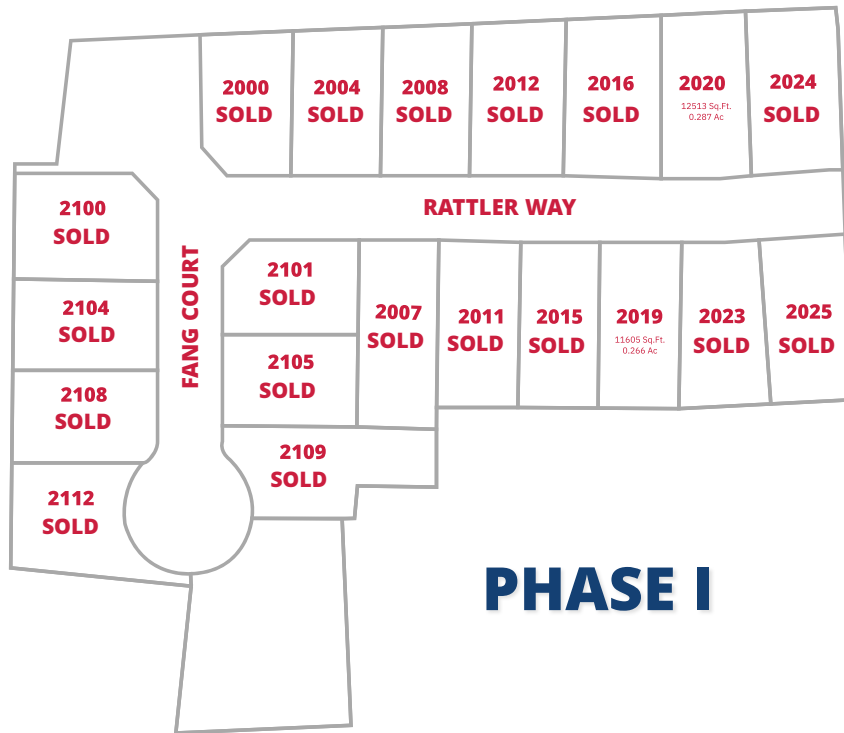 2000
SOLD
2004
SOLD
2008
SOLD
2012
SOLD
2016
SOLD
2020
12513 Sq.Ft.
0.287 Ac
2024
SOLD
RATTLER WAY
2100
SOLD
2104
SOLD
2108
SOLD
2112
SOLD
FANG COURT
2101
SOLD
2105
SOLD
2109
SOLD
2007
SOLD
2011
SOLD
2015
SOLD
2019
11605 Sq.Ft.
0.266 Ac
2023
SOLD
2025
SOLD
PHASE I